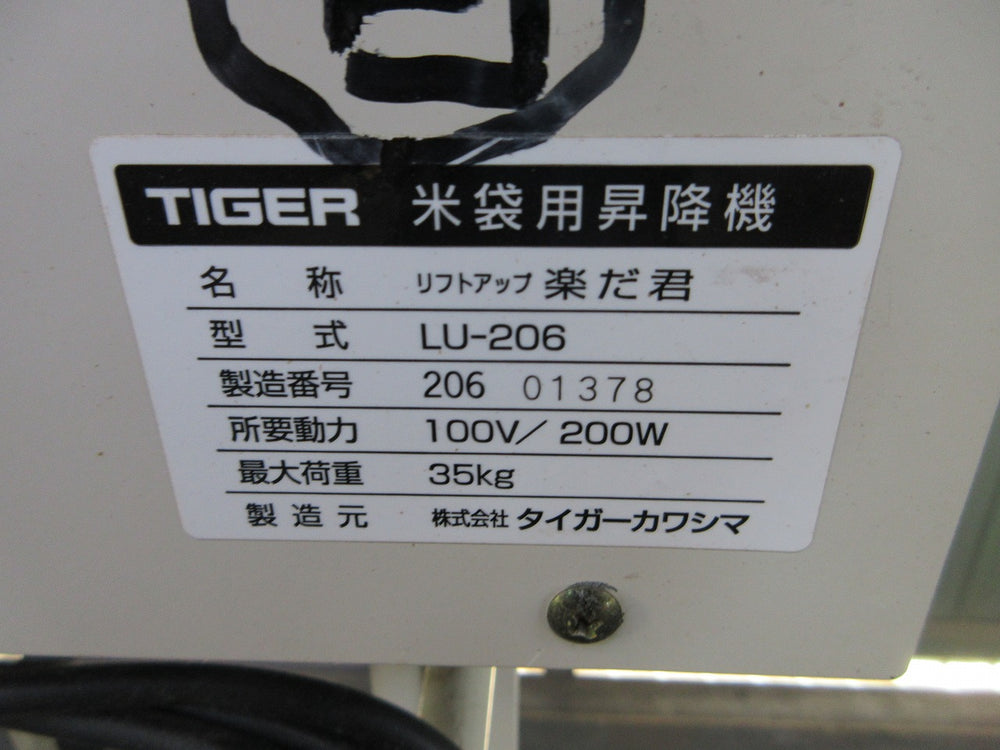 TIGER 米袋用昇降機
名称 リフトアップ 楽だ君
型式 LU-206
製造番号 206 01378
所要動力 100V/200W
最大荷重 35kg
製造元 株式会社 タイガーカワシマ